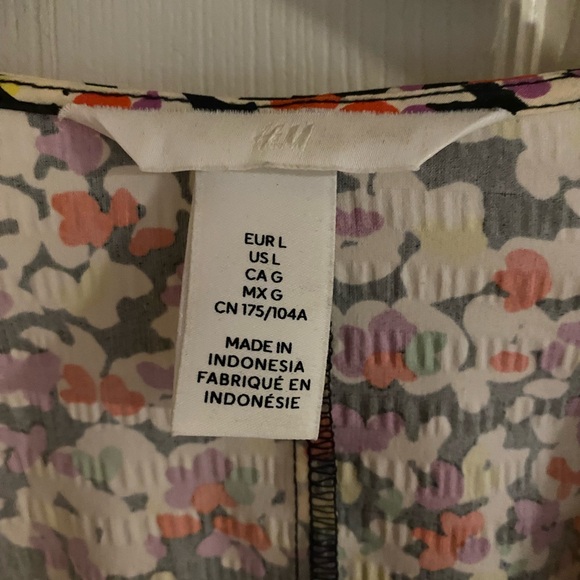 H&M
EUR L
US L
CA G
MX G
CN 175/104A
MADE IN
INDONESIA
FABRIQUÉ EN
INDONÉSIE